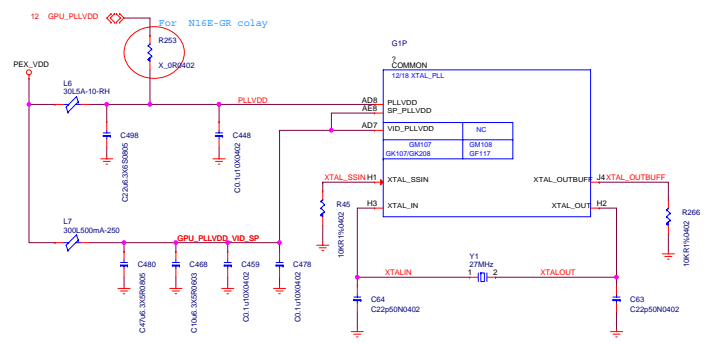 12 GPU_PLLVDD
For N16E-GR colay
R253
X_0R0402
PEX_VDD
L6
30L5A-10-RH
PLLVDD
C498
C22u6.3X6S0805
C448
C0.1u10X0402
L7
300L500mA-250
GPU_PLLVDD_VID_SP
C480
C47u6.3X5R0805
C468
C10u6.3X5R0603
C459
C0.1u10X0402
C478
C0.1u10X0402
G1P
?
COMMON
12/18 XTAL_PLL
AD8 PLLVDD
AE8 SP_PLLVDD
AD7 VID_PLLVDD
NC
GM107
GK107/GK208
GM108
GF117
XTAL_SSIN H1 XTAL_SSIN
XTAL_OUTBUFF J4 XTAL_OUTBUFF
H3 XTAL_IN
XTAL_OUT H2
R45
10KR1%0402
R266
10KR1%0402
Y1
27MHz
XTALIN 1 2 XTALOUT
C64
C22p50N0402
C63
C22p50N0402